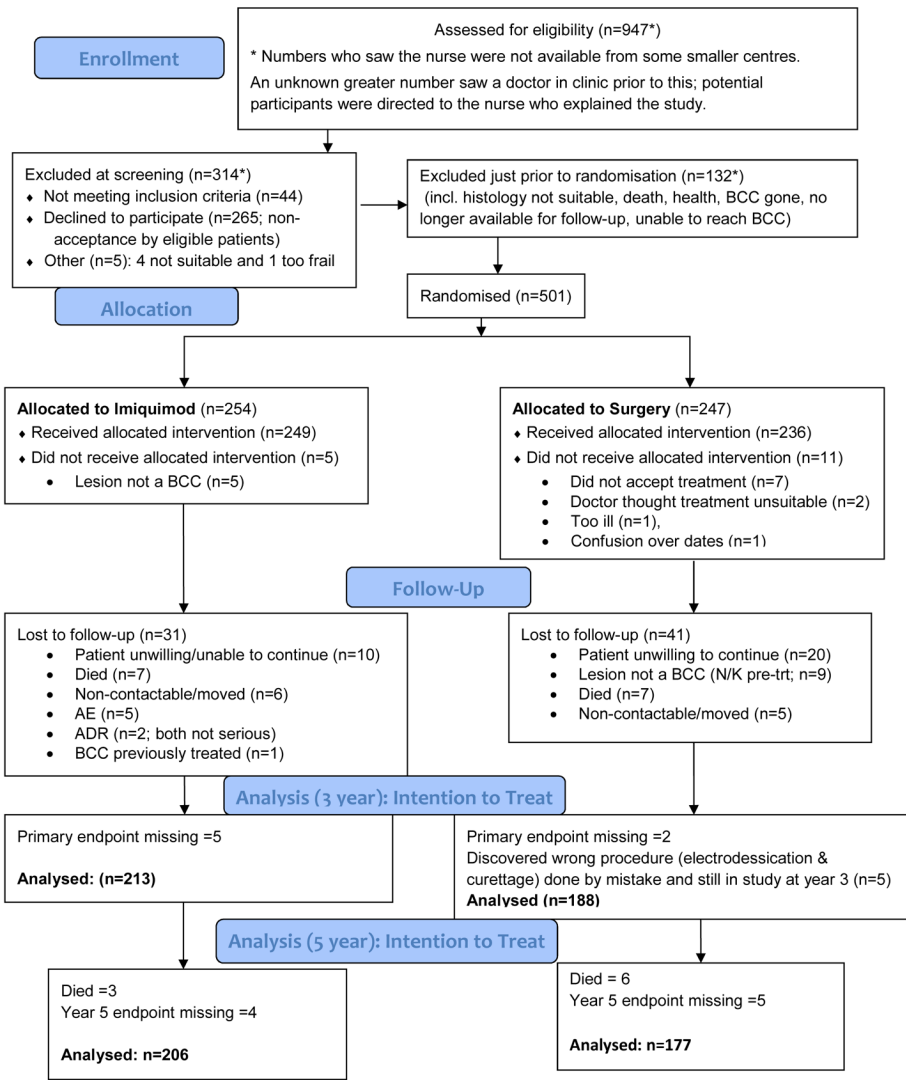 Enrollment
Assessed for eligibility (n=947*)
* Numbers who saw the nurse were not available from some smaller centres.
An unknown greater number saw a doctor in clinic prior to this; potential
participants were directed to the nurse who explained the study.
Excluded at screening (n=314*)
♦ Not meeting inclusion criteria (n=44)
♦ Declined to participate (n=265; non-
acceptance by eligible patients)
♦ Other (n=5): 4 not suitable and 1 too frail
Excluded just prior to randomisation (n=132*)
(incl. histology not suitable, death, health, BCC gone, no
longer available for follow-up, unable to reach BCC)
Randomised (n=501)
Allocation
Allocated to Imiquimod (n=254)
♦ Received allocated intervention (n=249)
♦ Did not receive allocated intervention (n=5)
• Lesion not a BCC (n=5)
Allocated to Surgery (n=247)
♦ Received allocated intervention (n=236)
♦ Did not receive allocated intervention (n=11)
• Did not accept treatment (n=7)
• Doctor thought treatment unsuitable (n=2)
• Too ill (n=1),
• Confusion over dates (n=1)
Follow-Up
Lost to follow-up (n=31)
• Patient unwilling/unable to continue (n=10)
• Died (n=7)
• Non-contactable/moved (n=6)
• AE (n=5)
• ADR (n=2; both not serious)
• BCC previously treated (n=1)
Lost to follow-up (n=41)
• Patient unwilling to continue (n=20)
• Lesion not a BCC (N/K pre-trt; n=9)
• Died (n=7)
• Non-contactable/moved (n=5)
Analysis (3 year): Intention to Treat
Primary endpoint missing =5
Analysed: (n=213)
Primary endpoint missing =2
Discovered wrong procedure (electrodessication &
curettage) done by mistake and still in study at year 3 (n=5)
Analysed (n=188)
Analysis (5 year): Intention to Treat
Died =3
Year 5 endpoint missing =4
Analysed: n=206
Died = 6
Year 5 endpoint missing =5
Analysed: n=177